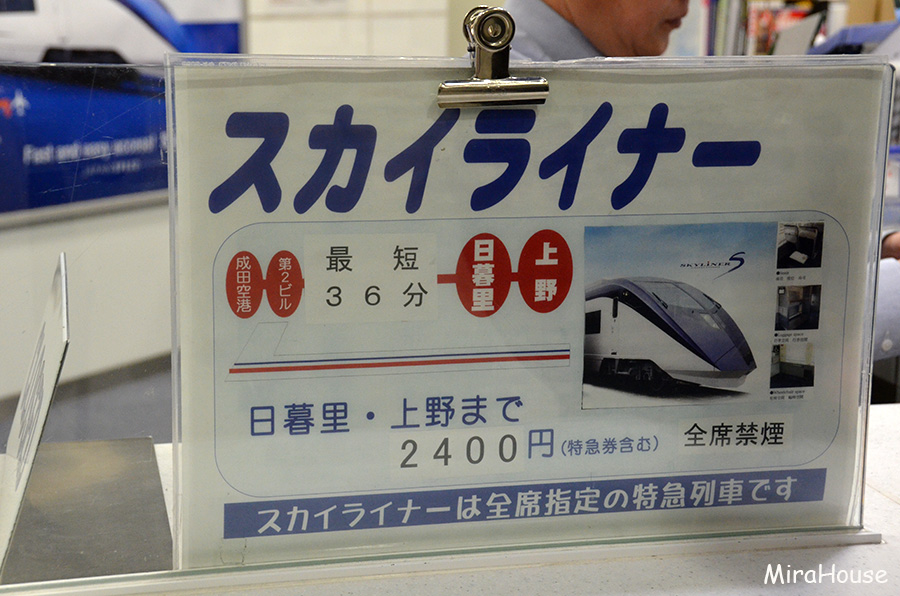 Fast and easy access!
スカイライナー
成田空港 第2ビル 最短 36分 日暮里 上野
SKYLINER S
日暮里・上野まで
2400円(特急券含む) 全席禁煙
スカイライナーは全席指定の特急列車です
MiraHouse